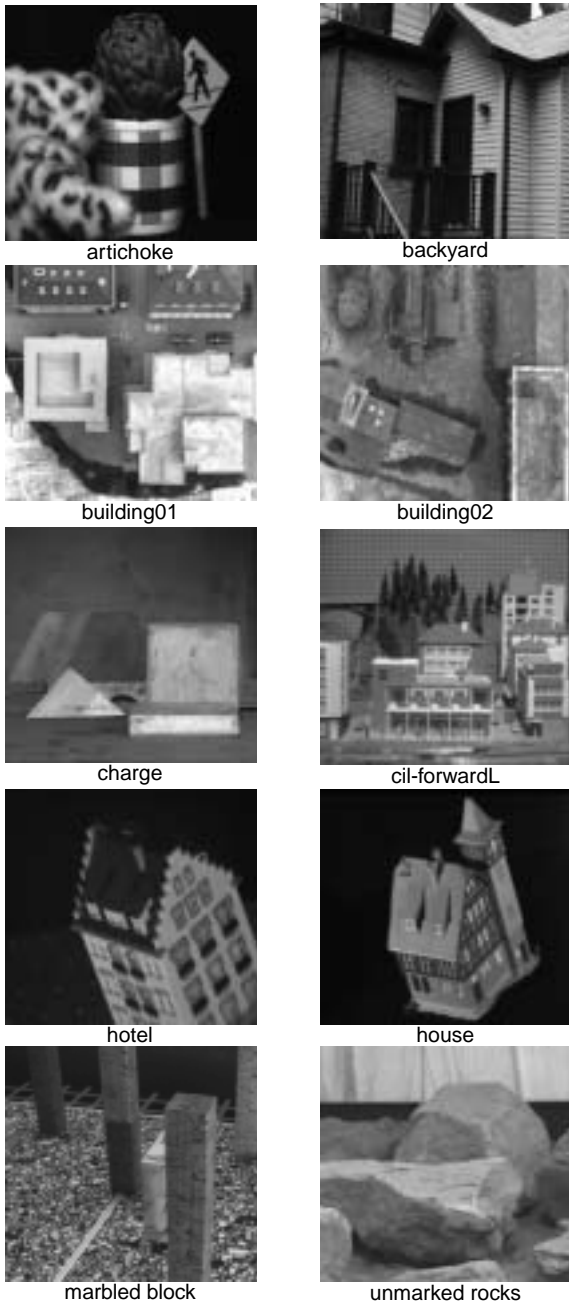 artichoke
backyard
building01
building02
charge
cil-forwardL
hotel
house
marbled block
unmarked rocks